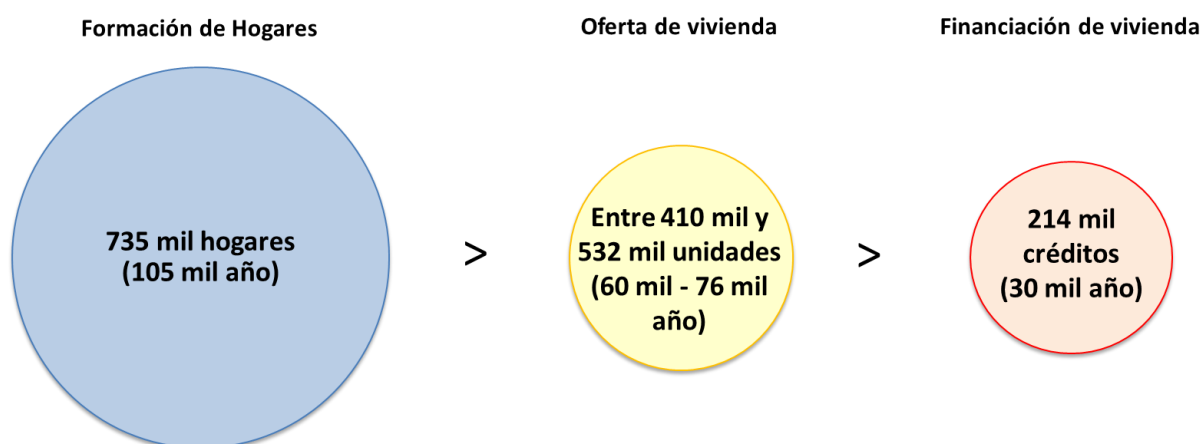 Formación de Hogares
Oferta de vivienda
Financiación de vivienda
735 mil hogares
(105 mil año)
>
Entre 410 mil y
532 mil unidades
(60 mil - 76 mil
año)
>
214 mil
créditos
(30 mil año)